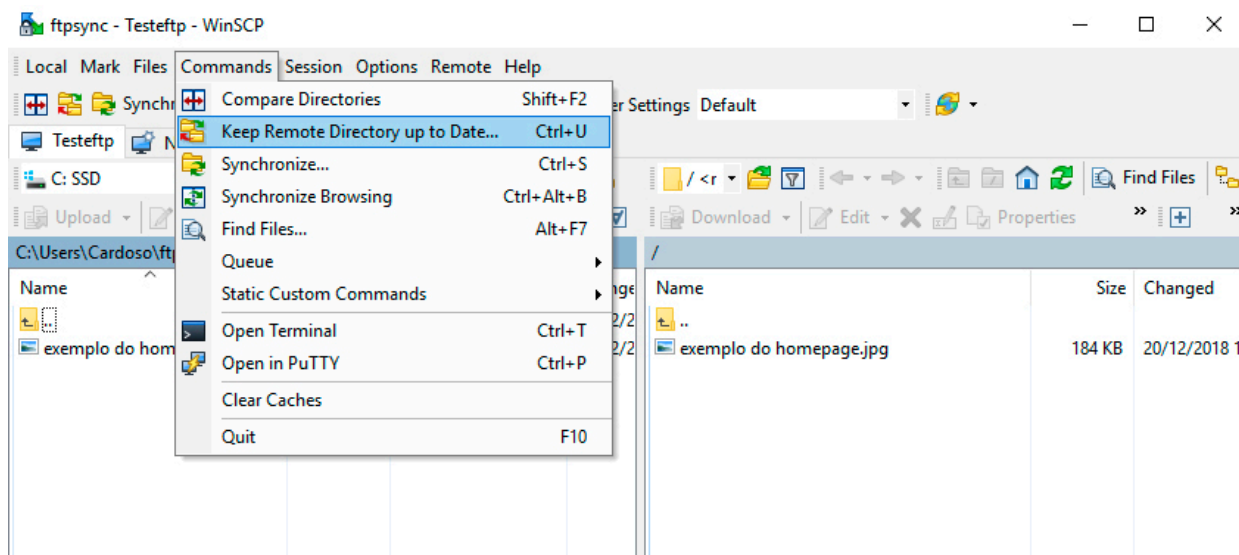 ftpsync - Testeftp - WinSCP
Local Mark Files Commands Session Options Remote Help
Settings Default
Testeftp
Compare Directories Shift+F2
Keep Remote Directory up to Date... Ctrl+U
Synchronize... Ctrl+S
Synchronize Browsing Ctrl+Alt+B
Find Files... Alt+F7
Queue
Static Custom Commands
Open Terminal Ctrl+T
Open in PuTTY Ctrl+P
Clear Caches
Quit F10
C: SSD
Upload
C:\Users\Cardoso\ftp
Name
..
exemplo do hom
/ <r Find Files
Download Edit Properties
/
Name Size Changed
..
exemplo do homepage.jpg 184 KB 20/12/2018 1